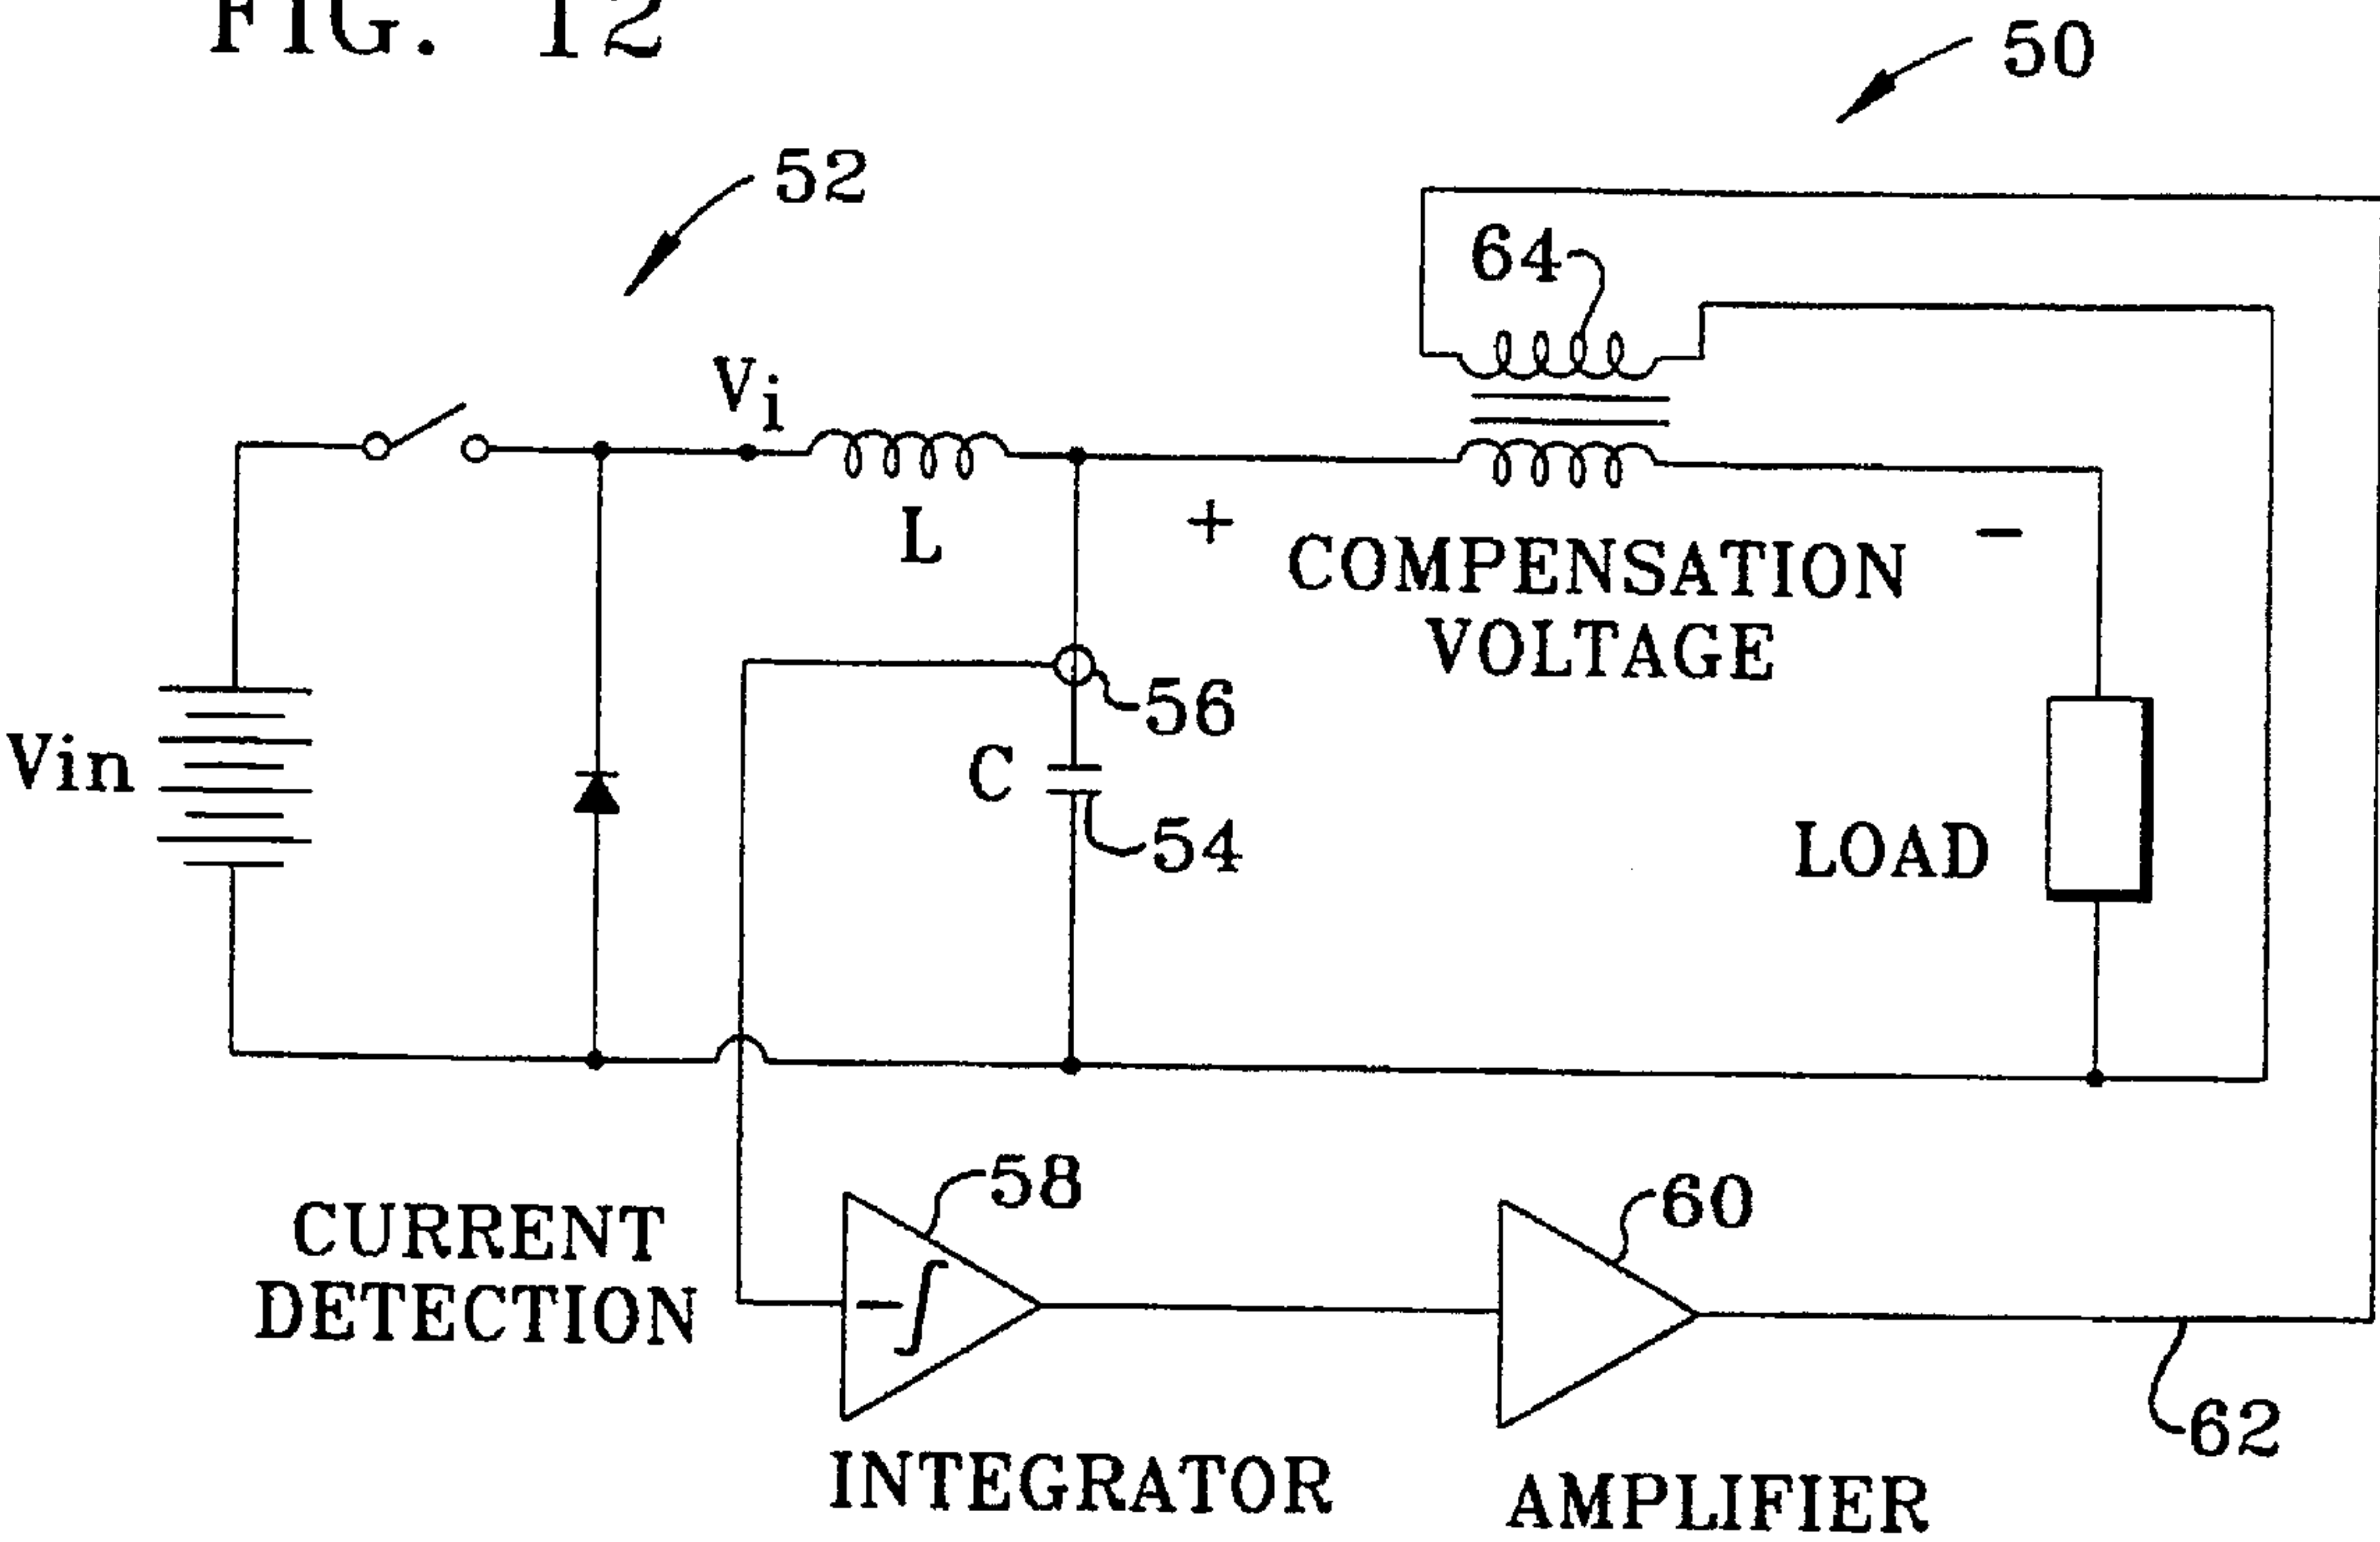 FIG. 12
50
52
64
Vi
L
+
−
COMPENSATION
VOLTAGE
56
Vin
C
54
LOAD
58
60
CURRENT
DETECTION
−∫
62
INTEGRATOR
AMPLIFIER